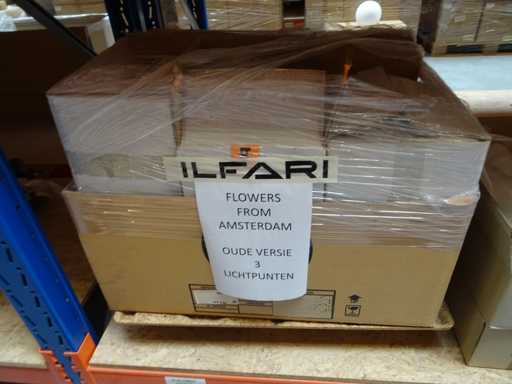 ILFARI
FLOWERS
FROM
AMSTERDAM
OUDE VERSIE
3
LICHTPUNTEN